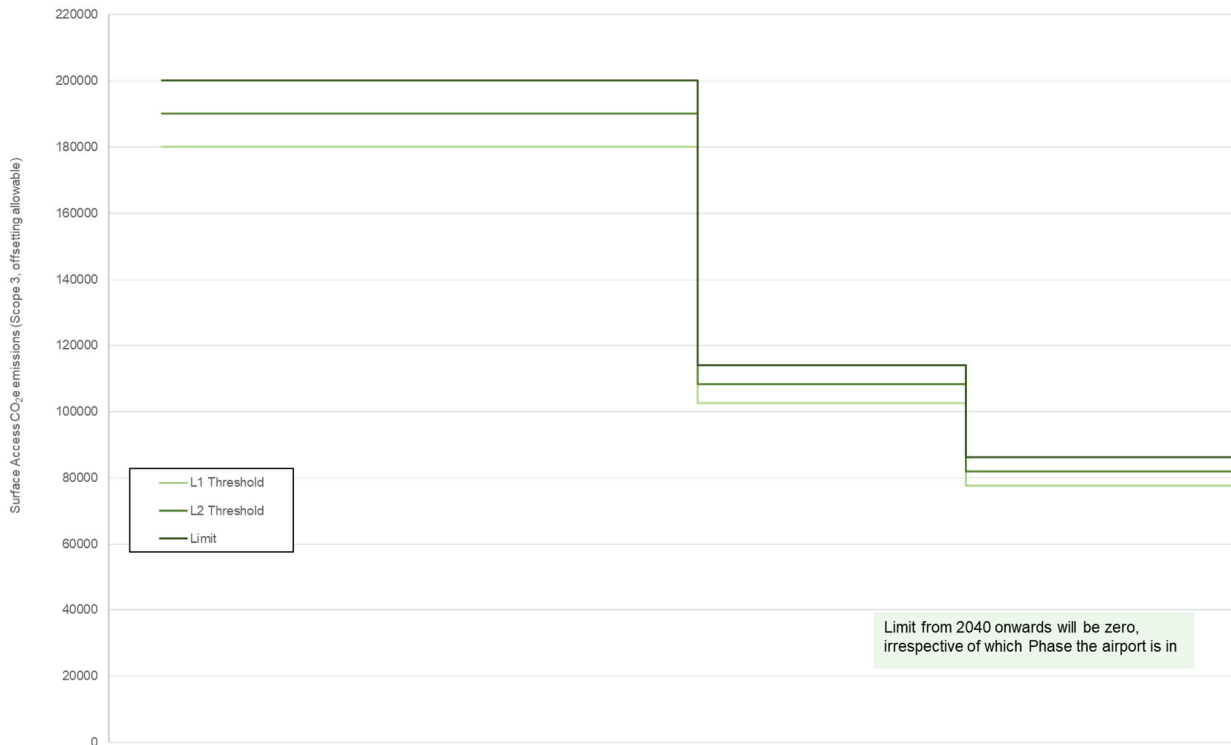 220000
200000
180000
160000
140000
120000
100000
80000
60000
40000
20000
0
Surface Access CO₂e emissions (Scope 3, offsetting allowable)
L1 Threshold
L2 Threshold
Limit
Limit from 2040 onwards will be zero,
irrespective of which Phase the airport is in